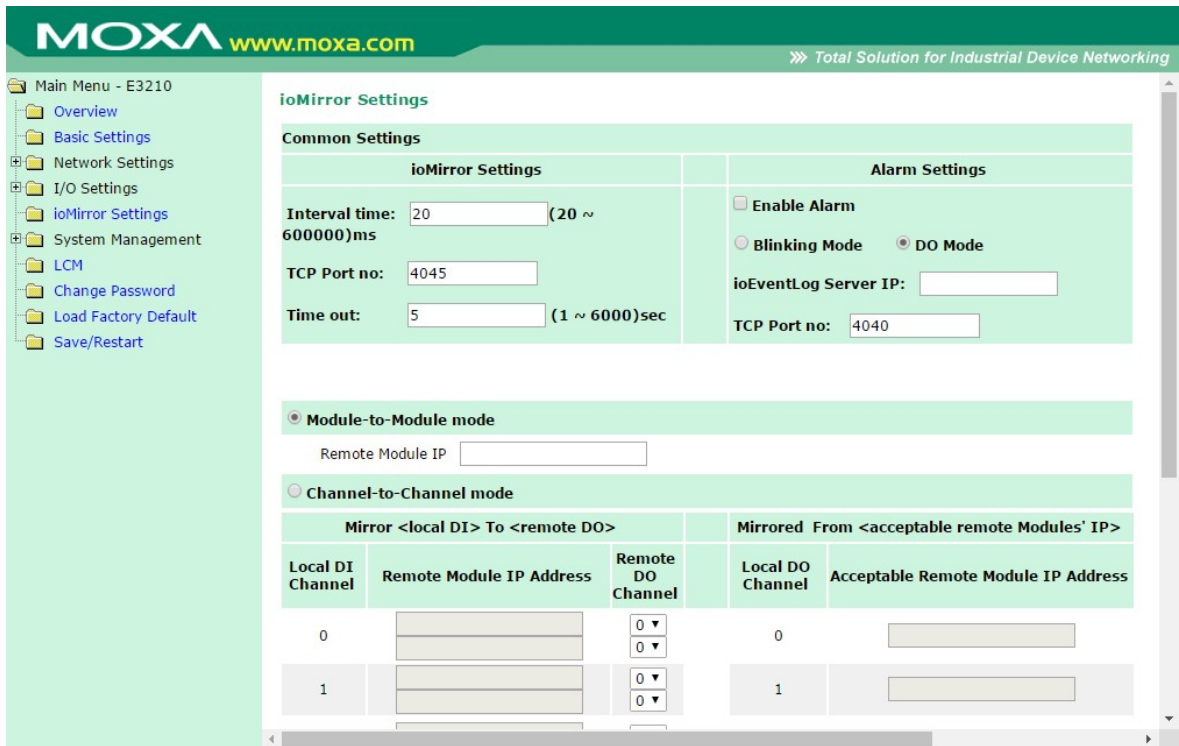 MOXA www.moxa.com
Total Solution for Industrial Device Networking
Main Menu - E3210
Overview
Basic Settings
Network Settings
I/O Settings
ioMirror Settings
System Management
LCM
Change Password
Load Factory Default
Save/Restart
ioMirror Settings
Common Settings
ioMirror Settings
Interval time: 20 (20 ~
600000)ms
TCP Port no: 4045
Time out: 5 (1 ~ 6000)sec
Alarm Settings
Enable Alarm
Blinking Mode DO Mode
ioEventLog Server IP:
TCP Port no: 4040
Module-to-Module mode
Remote Module IP
Channel-to-Channel mode
Mirror <local DI> To <remote DO>
Mirrored From <acceptable remote Modules' IP>
Local DI
Channel
Remote Module IP Address
Remote
DO
Channel
Local DO
Channel
Acceptable Remote Module IP Address
0
0
0
0
1
0
0
1